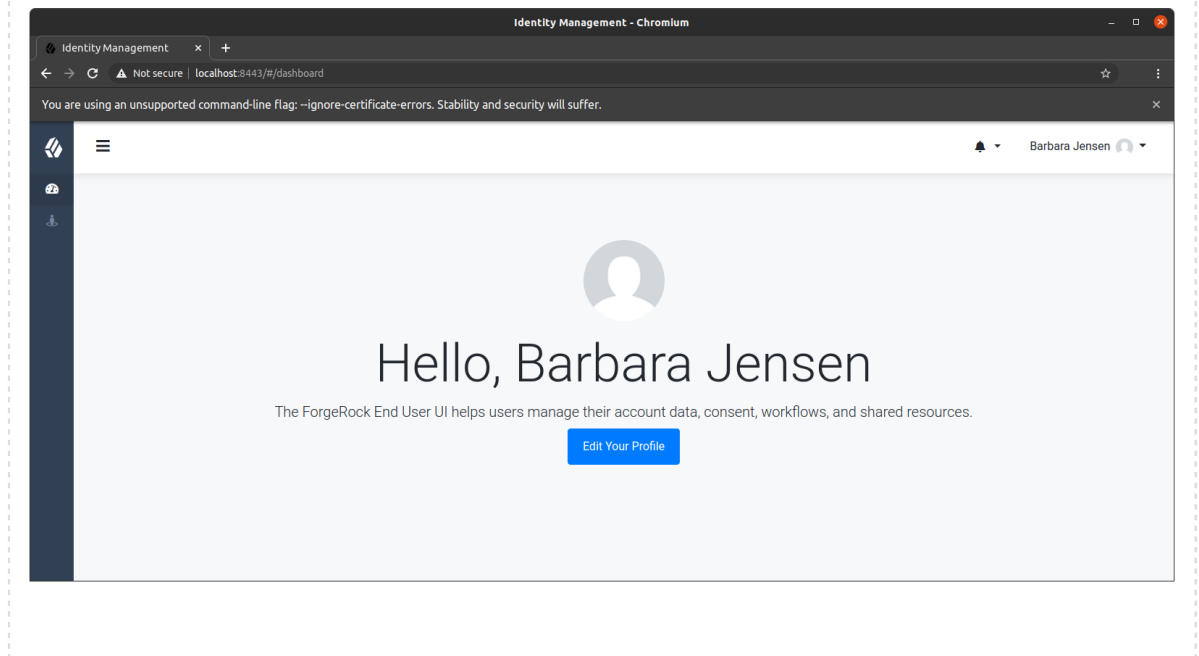 Identity Management - Chromium
Identity Management
Not secure | localhost:8443/#/dashboard
You are using an unsupported command-line flag: --ignore-certificate-errors. Stability and security will suffer.
Barbara Jensen
Hello, Barbara Jensen
The ForgeRock End User UI helps users manage their account data, consent, workflows, and shared resources.
Edit Your Profile